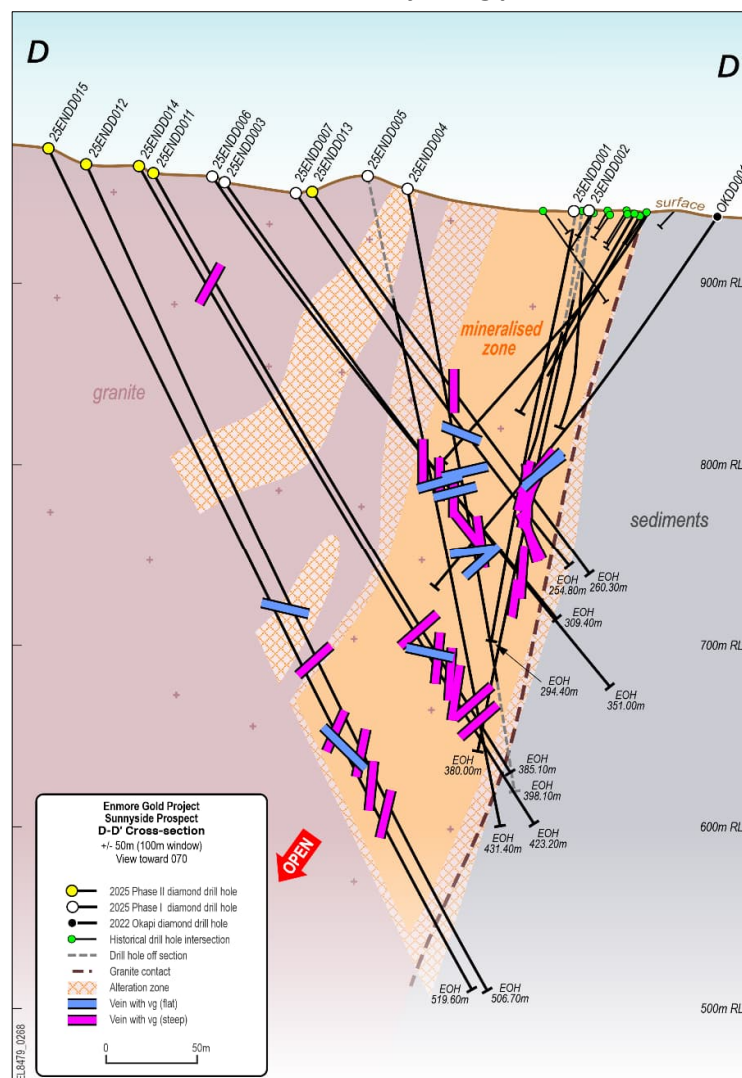 D
D
25ENDD015
25ENDD012
25ENDD014
25ENDD011
25ENDD006
25ENDD003
25ENDD007
25ENDD013
25ENDD005
25ENDD004
25ENDD001
25ENDD002
surface
900m RL
mineralised
zone
granite
800m RL
sediments
EOH
254.80m
EOH
260.30m
EOH
309.40m
700m RL
EOH
294.40m
EOH
351.00m
EOH
380.00m
EOH
385.10m
EOH
398.10m
600m RL
EOH
431.40m
EOH
423.20m
OPEN
EOH
519.60m
EOH
506.70m
500m RL
Enmore Gold Project
Sunnyside Prospect
D-D' Cross-section
+/- 50m (100m window)
View toward 070
2025 Phase II diamond drill hole
2025 Phase I diamond drill hole
2022 Okapi diamond drill hole
Historical drill hole intersection
Drill hole off section
Granite contact
Alteration zone
Vein with vg (flat)
Vein with vg (steep)
0 50m
EL8479_0268